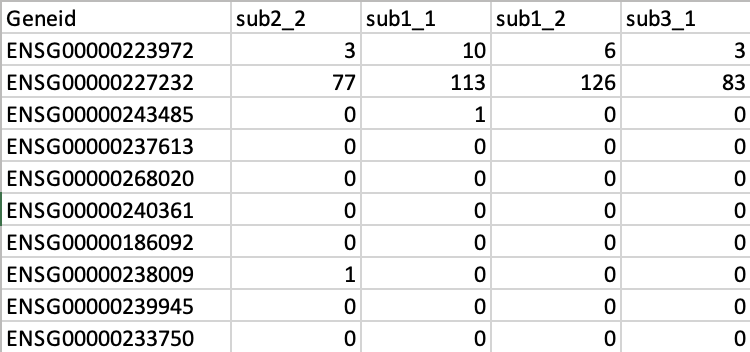 Geneid sub2_2 sub1_1 sub1_2 sub3_1
ENSG00000223972 3 10 6 3
ENSG00000227232 77 113 126 83
ENSG00000243485 0 1 0 0
ENSG00000237613 0 0 0 0
ENSG00000268020 0 0 0 0
ENSG00000240361 0 0 0 0
ENSG00000186092 0 0 0 0
ENSG00000238009 1 0 0 0
ENSG00000239945 0 0 0 0
ENSG00000233750 0 0 0 0